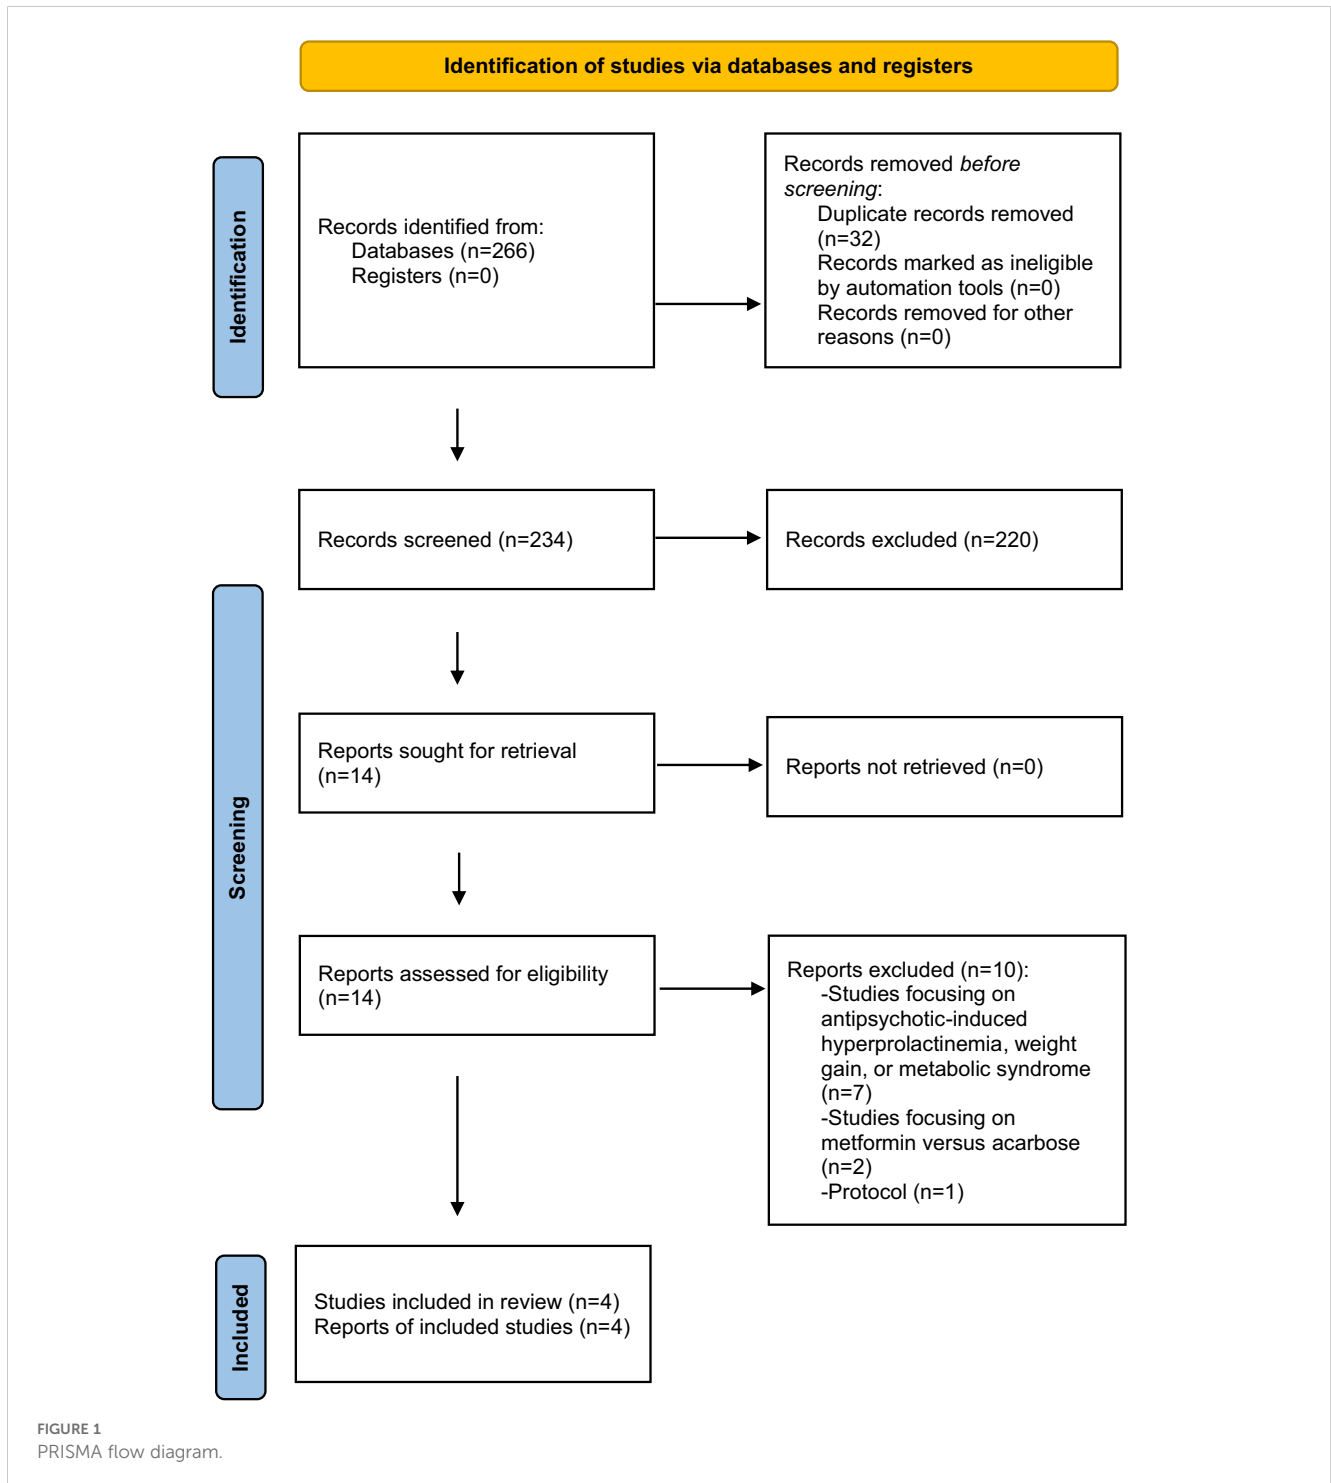 Identification of studies via databases and registers
Identification
Records identified from:
Databases (n=266)
Registers (n=0)
Records removed before
screening:
Duplicate records removed
(n=32)
Records marked as ineligible
by automation tools (n=0)
Records removed for other
reasons (n=0)
Screening
Records screened (n=234)
Records excluded (n=220)
Reports sought for retrieval
(n=14)
Reports not retrieved (n=0)
Reports assessed for eligibility
(n=14)
Reports excluded (n=10):
-Studies focusing on
antipsychotic-induced
hyperprolactinemia, weight
gain, or metabolic syndrome
(n=7)
-Studies focusing on
metformin versus acarbose
(n=2)
-Protocol (n=1)
Included
Studies included in review (n=4)
Reports of included studies (n=4)
FIGURE 1
PRISMA flow diagram.